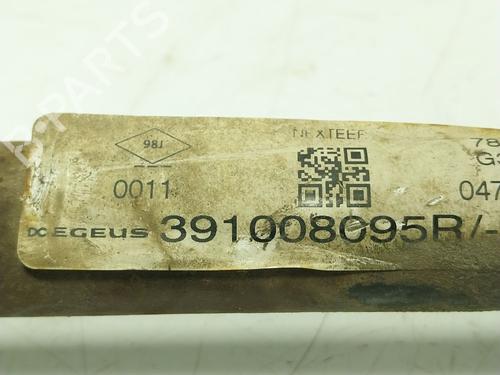 B-PARTS
98J
NEXTEER
78
G3
0011
047
EGEUS 391008095R/-